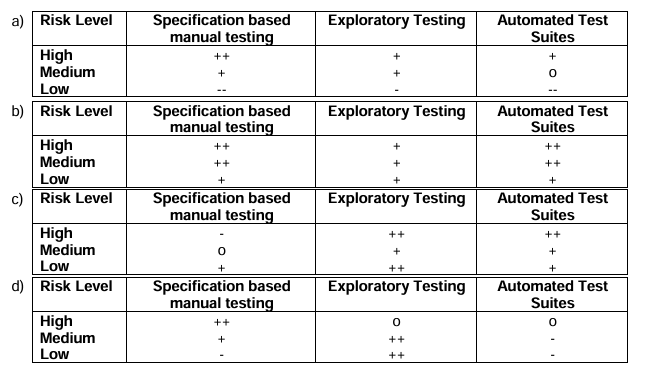 a) Risk Level Specification based manual testing Exploratory Testing Automated Test Suites
High ++ + +
Medium + + o
Low -- - --
b) Risk Level Specification based manual testing Exploratory Testing Automated Test Suites
High ++ + ++
Medium ++ + ++
Low + + +
c) Risk Level Specification based manual testing Exploratory Testing Automated Test Suites
High - ++ ++
Medium O + +
Low + ++ +
d) Risk Level Specification based manual testing Exploratory Testing Automated Test Suites
High ++ O O
Medium + ++ -
Low - ++ -